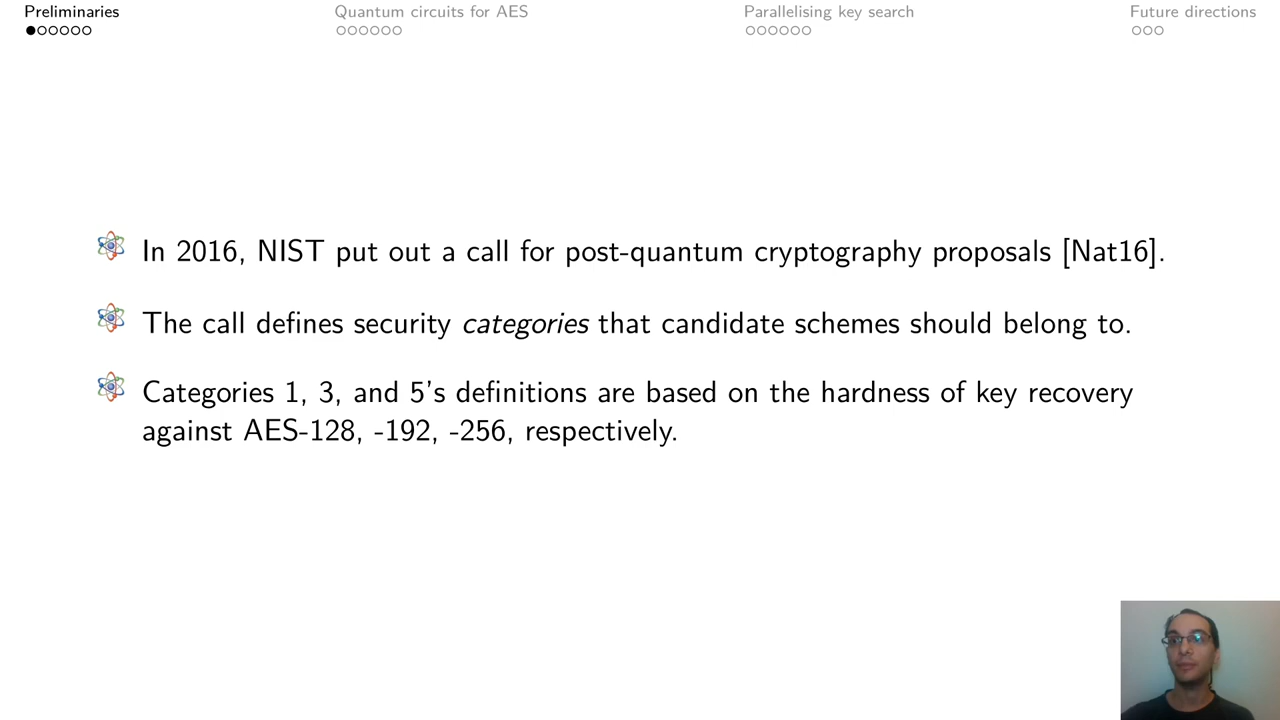 Preliminaries
Quantum circuits for AES
Parallelising key search
Future directions
In 2016, NIST put out a call for post-quantum cryptography proposals [Nat16].
The call defines security categories that candidate schemes should belong to.
Categories 1, 3, and 5's definitions are based on the hardness of key recovery
against AES-128, -192, -256, respectively.